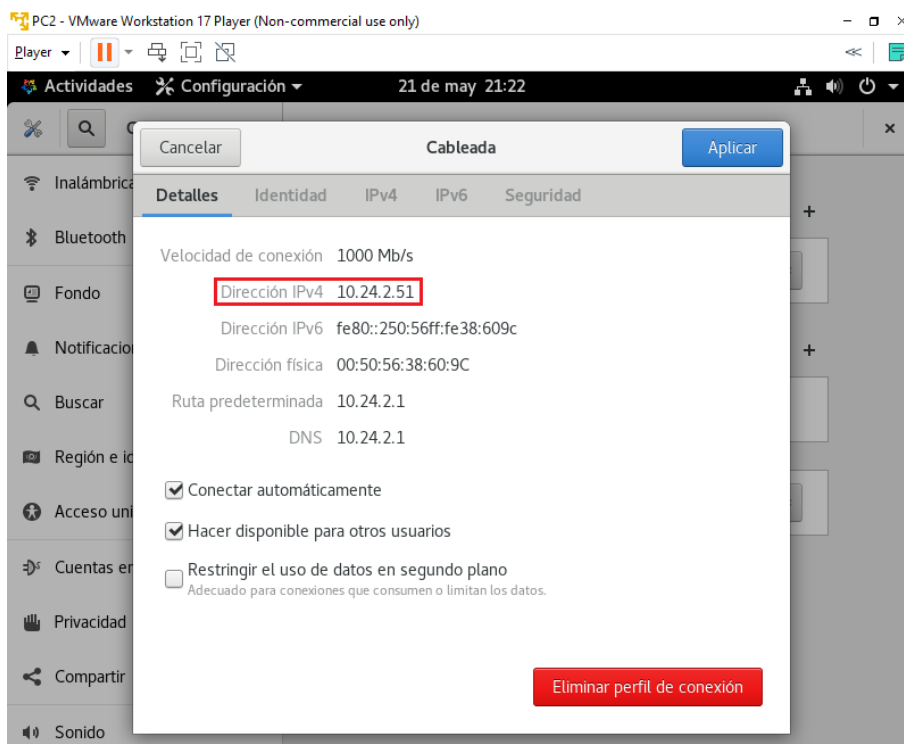 PC2 - VMware Workstation 17 Player (Non-commercial use only)
Player
Actividades Configuración 21 de may 21:22
Cancelar Cableada Aplicar
Detalles Identidad IPv4 IPv6 Seguridad
Inalámbrica
Bluetooth
Fondo
Notificacion
Buscar
Región e id
Acceso uni
Cuentas en
Privacidad
Compartir
Sonido
Velocidad de conexión 1000 Mb/s
Dirección IPv4 10.24.2.51
Dirección IPv6 fe80::250:56ff:fe38:609c
Dirección física 00:50:56:38:60:9C
Ruta predeterminada 10.24.2.1
DNS 10.24.2.1
Conectar automáticamente
Hacer disponible para otros usuarios
Restringir el uso de datos en segundo plano
Adecuado para conexiones que consumen o limitan los datos.
Eliminar perfil de conexión